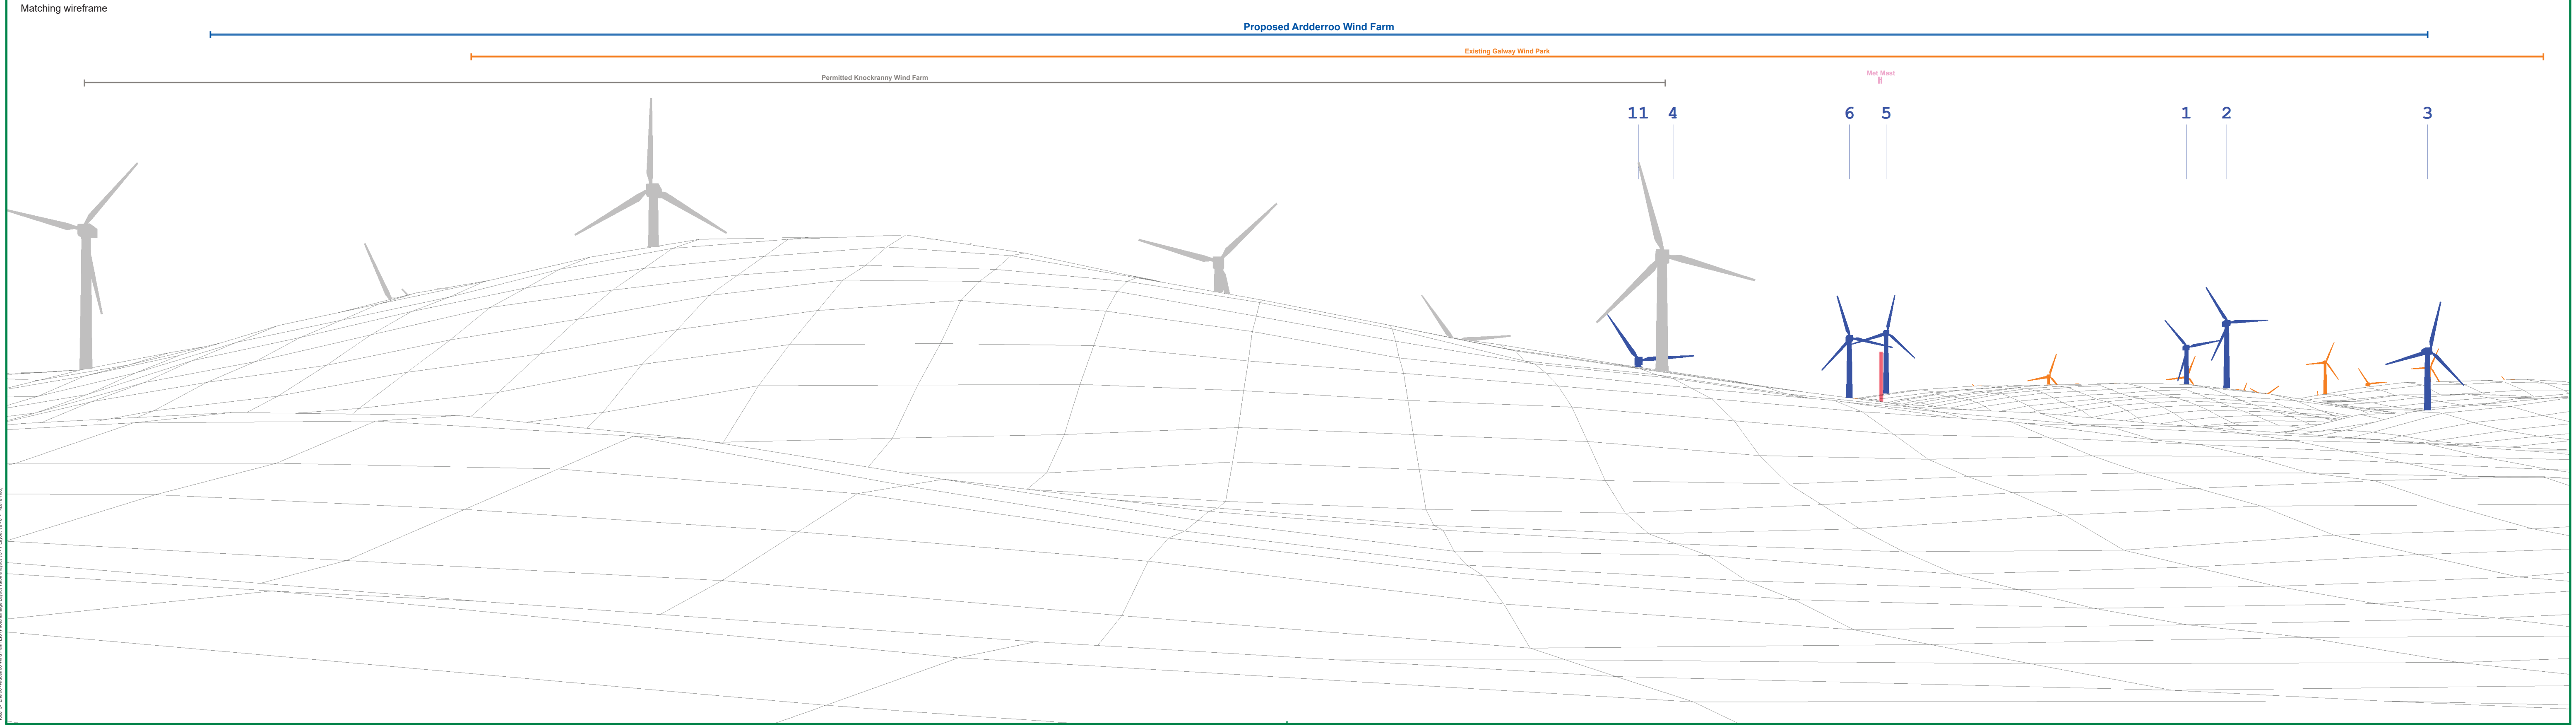 Matching wireframe
Proposed Ardderroo Wind Farm
Existing Galway Wind Park
Permitted Knockranny Wind Farm
Met Mast
11 4 6 5 1 2 3